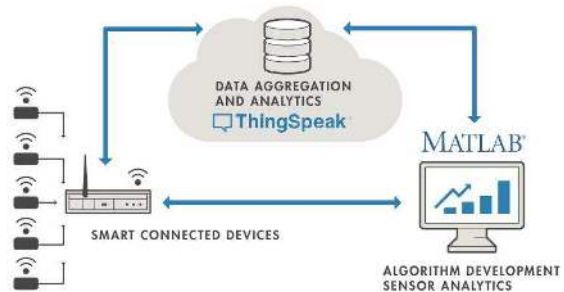 DATA AGGREGATION
AND ANALYTICS
ThingSpeak
MATLAB®
SMART CONNECTED DEVICES
ALGORITHM DEVELOPMENT
SENSOR ANALYTICS